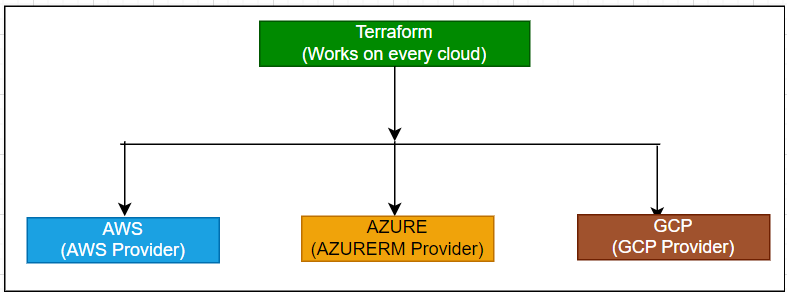 Terraform
(Works on every cloud)
AWS
(AWS Provider)
AZURE
(AZURERM Provider)
GCP
(GCP Provider)